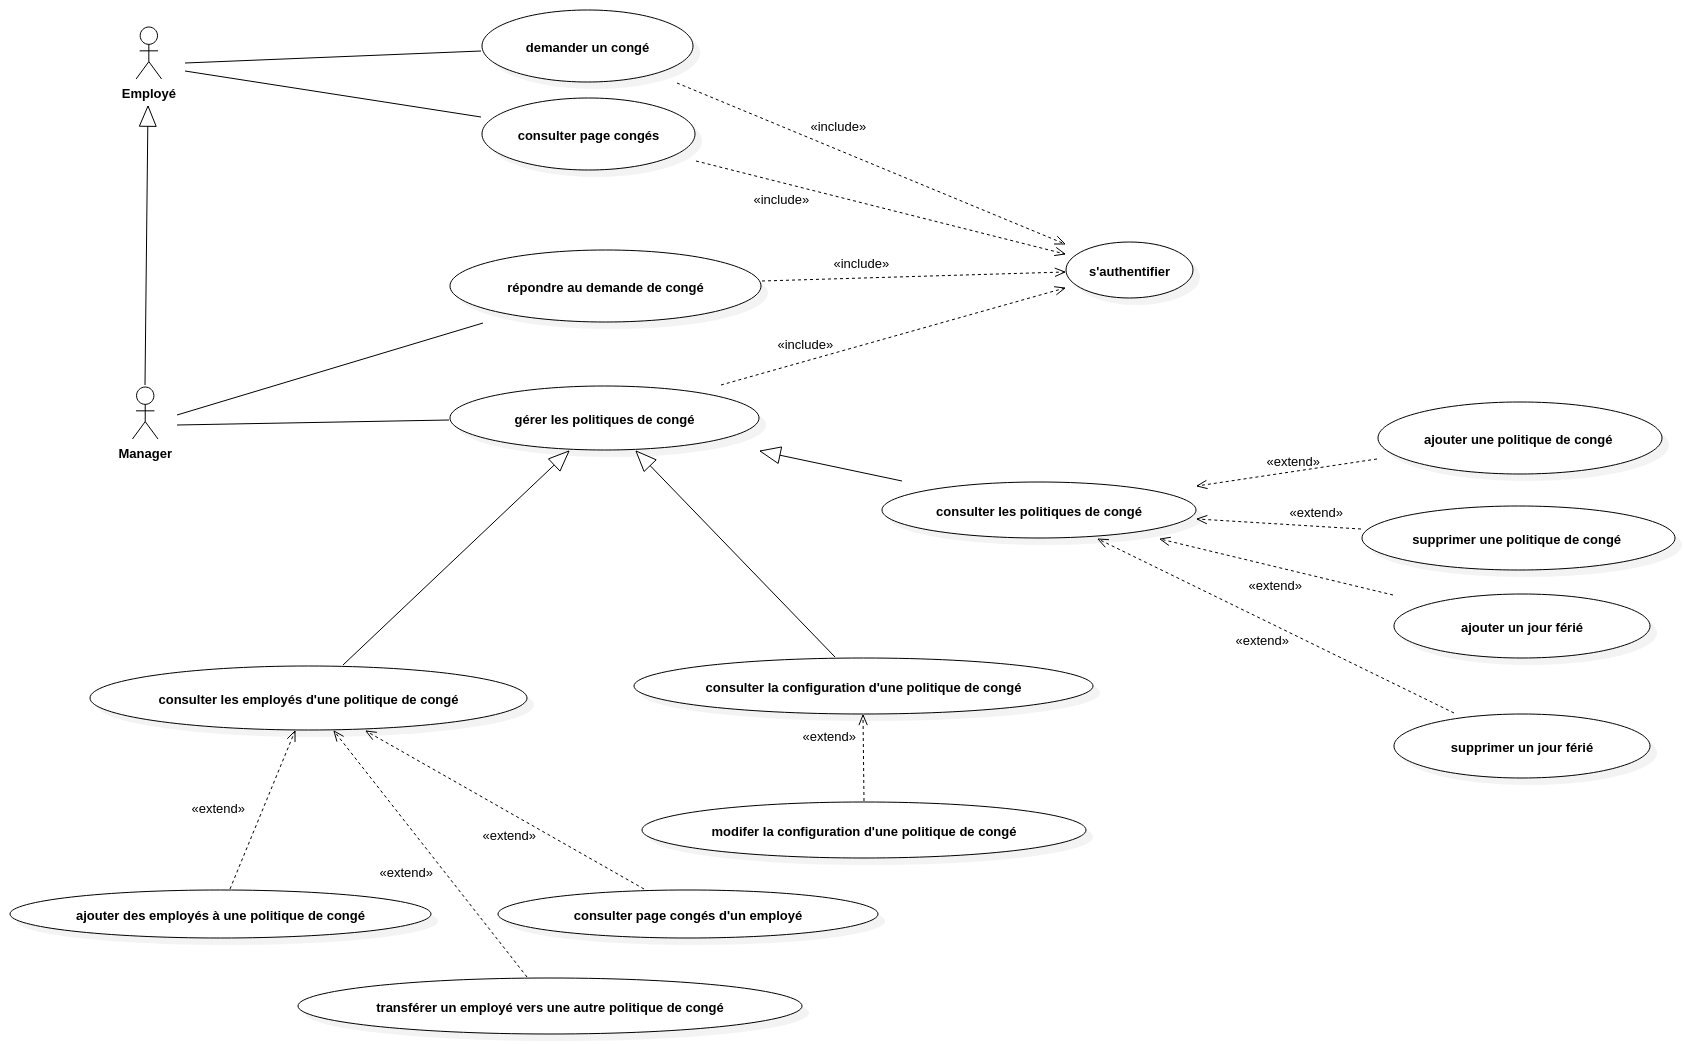 demander un congé
Employé
consulter page congés
«include»
«include»
«include»
s'authentifier
répondre au demande de congé
«include»
gérer les politiques de congé
Manager
ajouter une politique de congé
«extend»
consulter les politiques de congé
«extend»
supprimer une politique de congé
«extend»
ajouter un jour férié
«extend»
consulter les employés d'une politique de congé
consulter la configuration d'une politique de congé
supprimer un jour férié
«extend»
«extend»
modifer la configuration d'une politique de congé
«extend»
«extend»
ajouter des employés à une politique de congé
consulter page congés d'un employé
transférer un employé vers une autre politique de congé